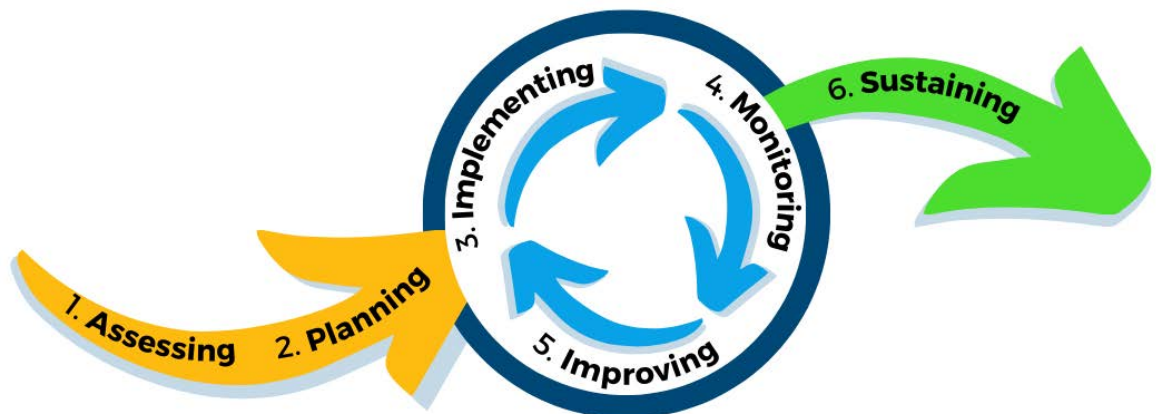 1. Assessing
2. Planning
3. Implementing
4. Monitoring
5. Improving
6. Sustaining